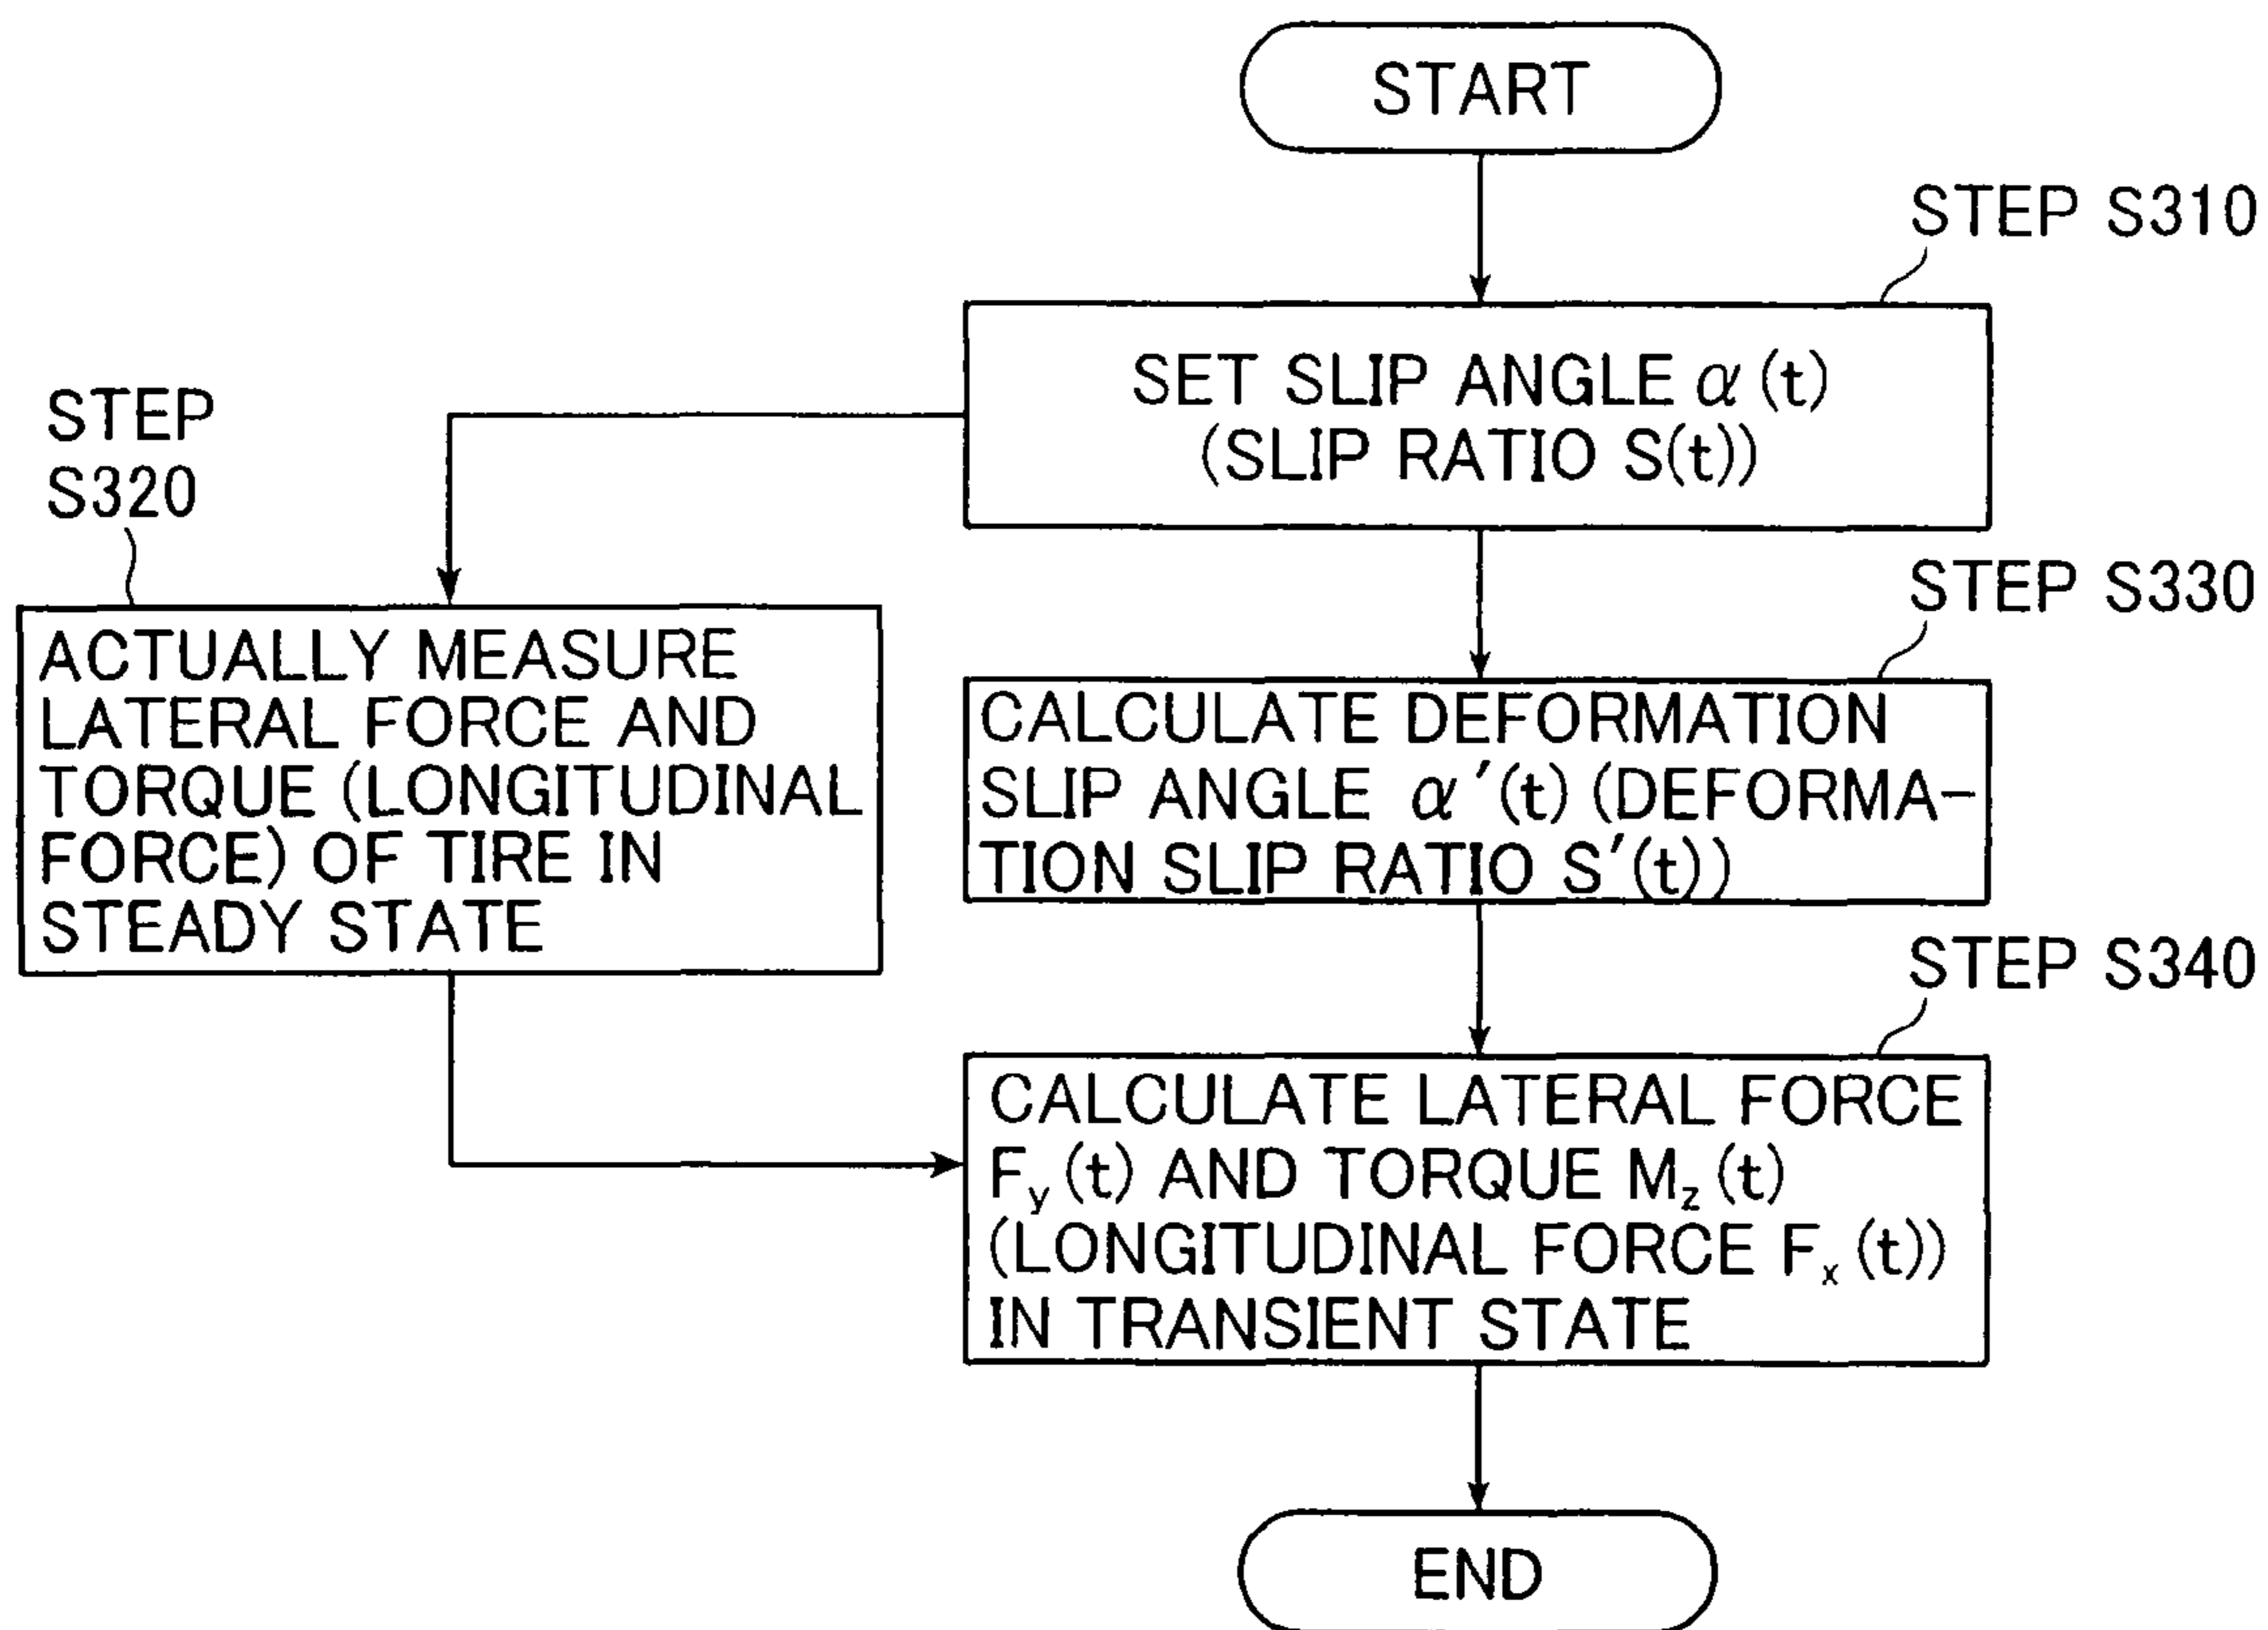 START
STEP S310
SET SLIP ANGLE α(t)
(SLIP RATIO S(t))
STEP
S320
ACTUALLY MEASURE
LATERAL FORCE AND
TORQUE (LONGITUDINAL
FORCE) OF TIRE IN
STEADY STATE
STEP S330
CALCULATE DEFORMATION
SLIP ANGLE α′(t) (DEFORMA-
TION SLIP RATIO S′(t))
STEP S340
CALCULATE LATERAL FORCE
Fy(t) AND TORQUE Mz(t)
(LONGITUDINAL FORCE Fx(t))
IN TRANSIENT STATE
END